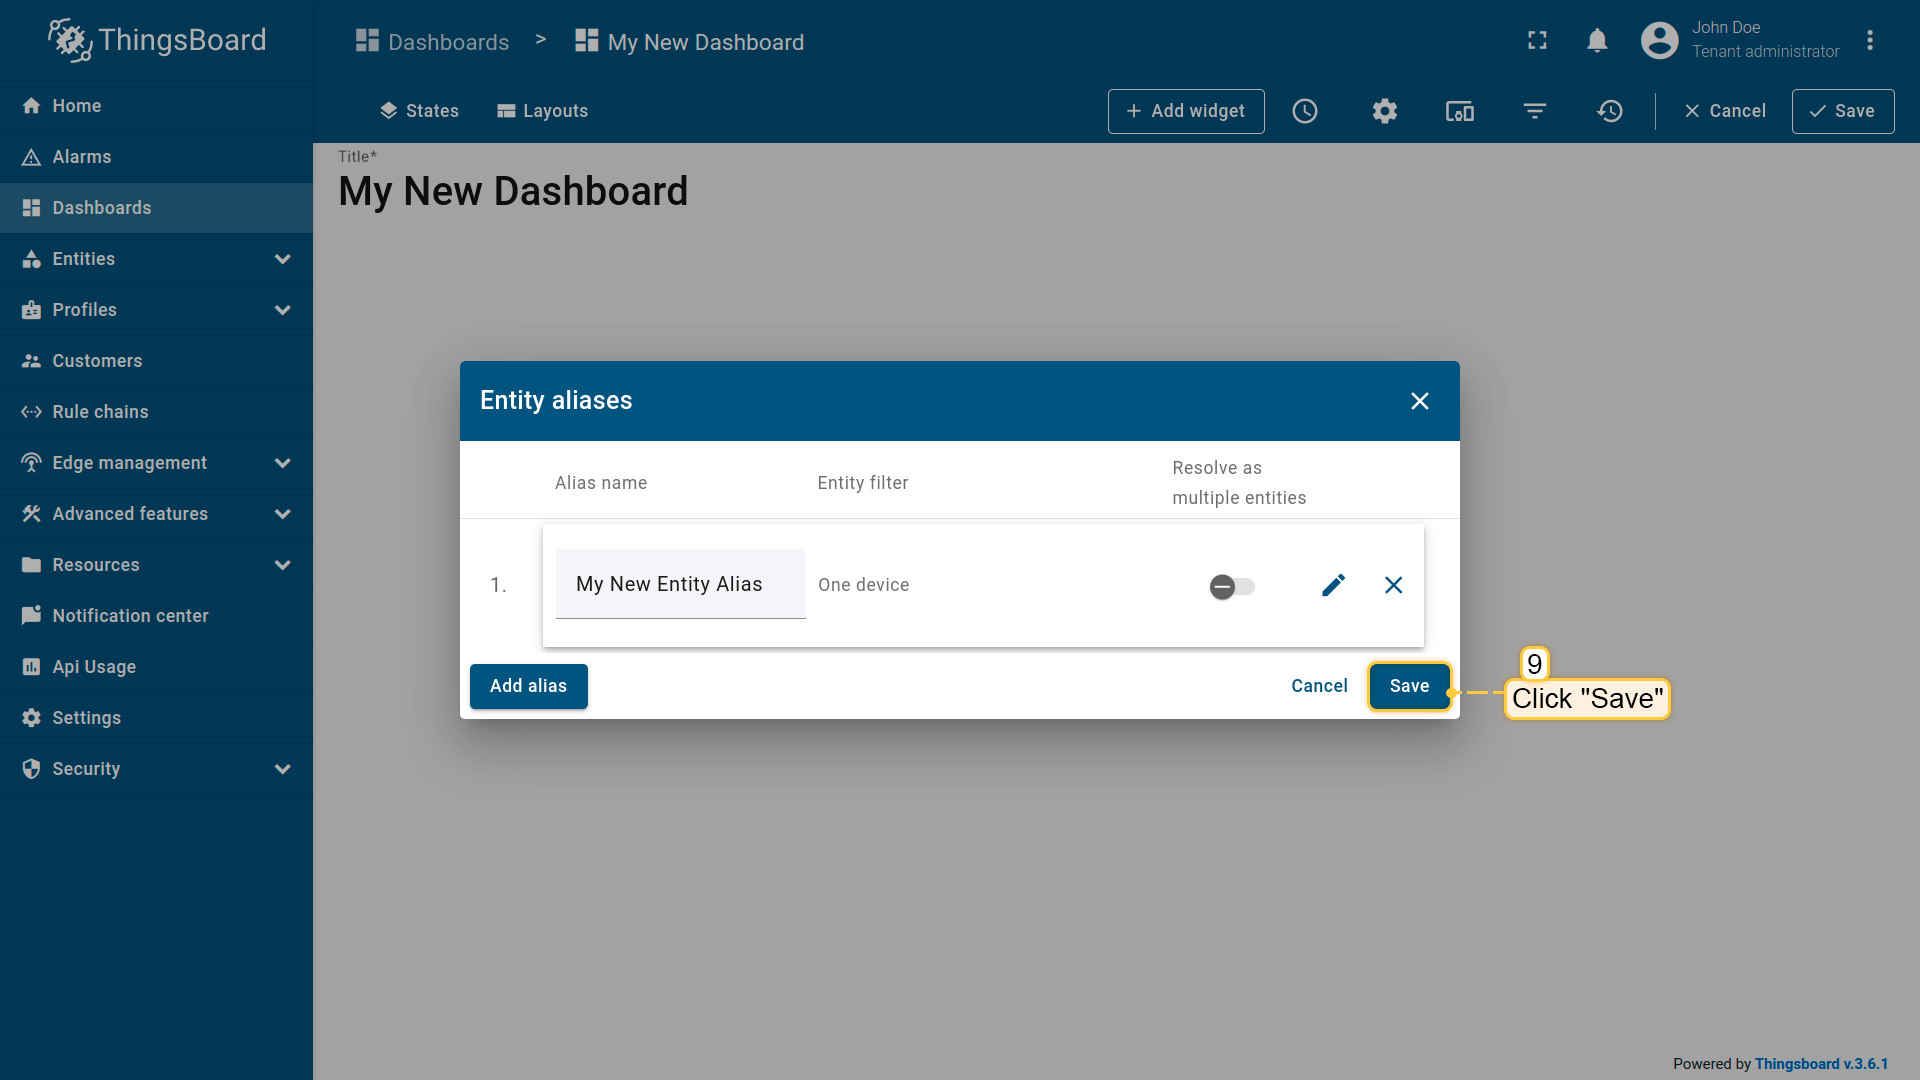 ThingsBoard
Dashboards > My New Dashboard
John Doe
Tenant administrator
Home
Alarms
Dashboards
Entities
Profiles
Customers
Rule chains
Edge management
Advanced features
Resources
Notification center
Api Usage
Settings
Security
States Layouts + Add widget Cancel Save
Title*
My New Dashboard
Entity aliases
Alias name Entity filter Resolve as
multiple entities
1. My New Entity Alias One device
Add alias Cancel Save
9
Click "Save"
Powered by Thingsboard v.3.6.1